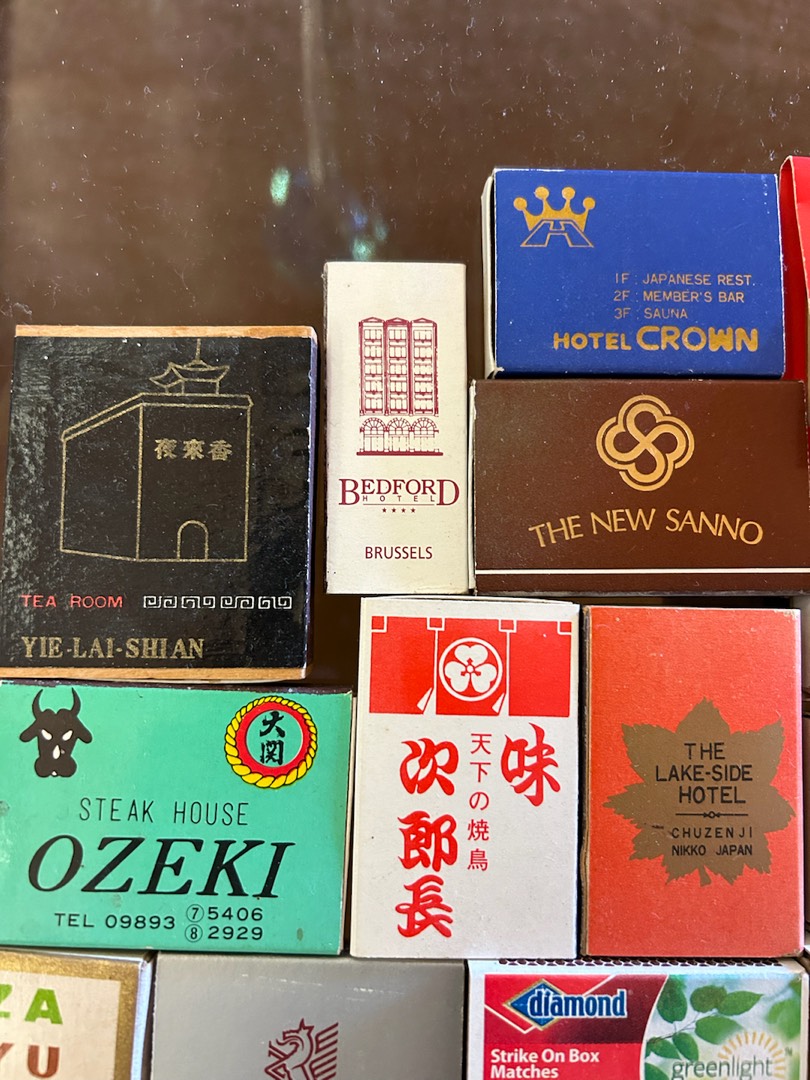 1F : JAPANESE REST.
2F : MEMBER'S BAR
3F : SAUNA
HOTEL CROWN
夜來香
TEA ROOM
YIE-LAI-SHIAN
BEDFORD
HOTEL
★★★★
BRUSSELS
THE NEW SANNO
大関
STEAK HOUSE
OZEKI
TEL 09893 ⑦5406
⑧2929
味
天下の焼鳥
次郎長
THE
LAKE-SIDE
HOTEL
CHUZENJI
NIKKO JAPAN
ZA
YU
diamond
Strike On Box
Matches
greenlight